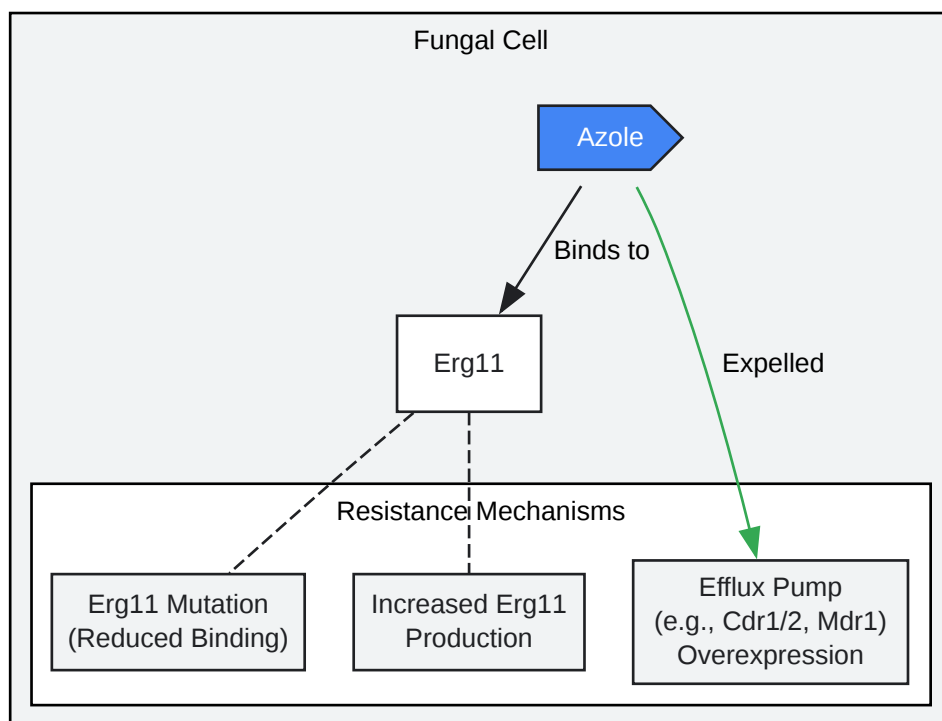 Fungal Cell
Azole
Binds to
Erg11
Expelled
Resistance Mechanisms
Erg11 Mutation
(Reduced Binding)
Increased Erg11
Production
Efflux Pump
(e.g., Cdr1/2, Mdr1)
Overexpression